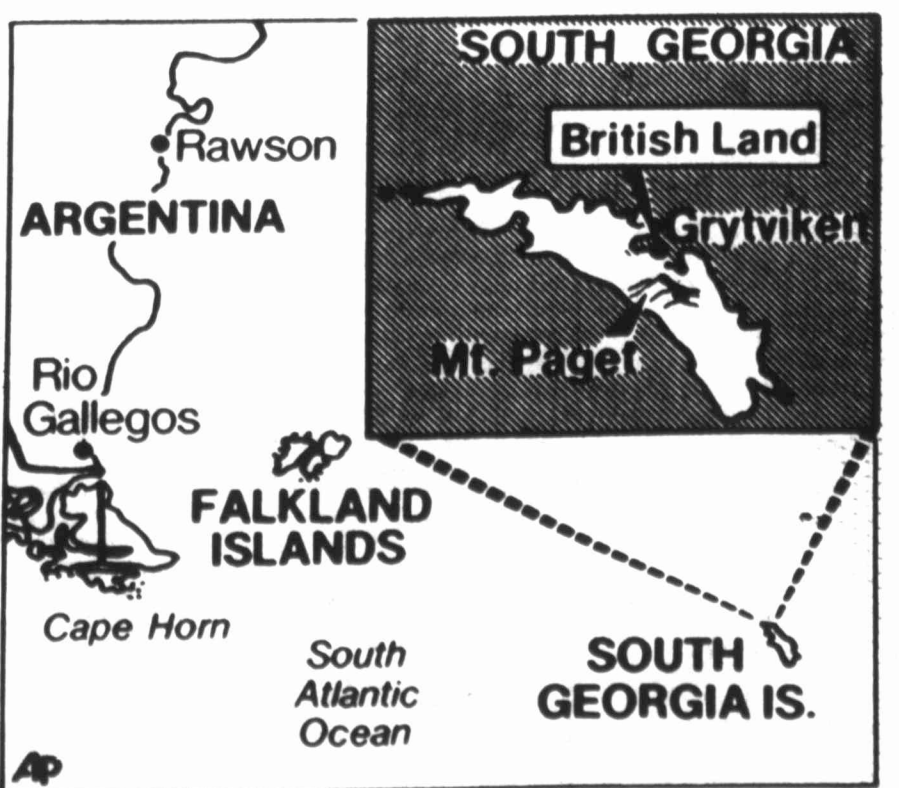 SOUTH GEORGIA
British Land
Rawson
ARGENTINA
Grytviken
Mt. Paget
Rio
Gallegos
FALKLAND
ISLANDS
Cape Horn
South
Atlantic
Ocean
SOUTH
GEORGIA IS.
AP